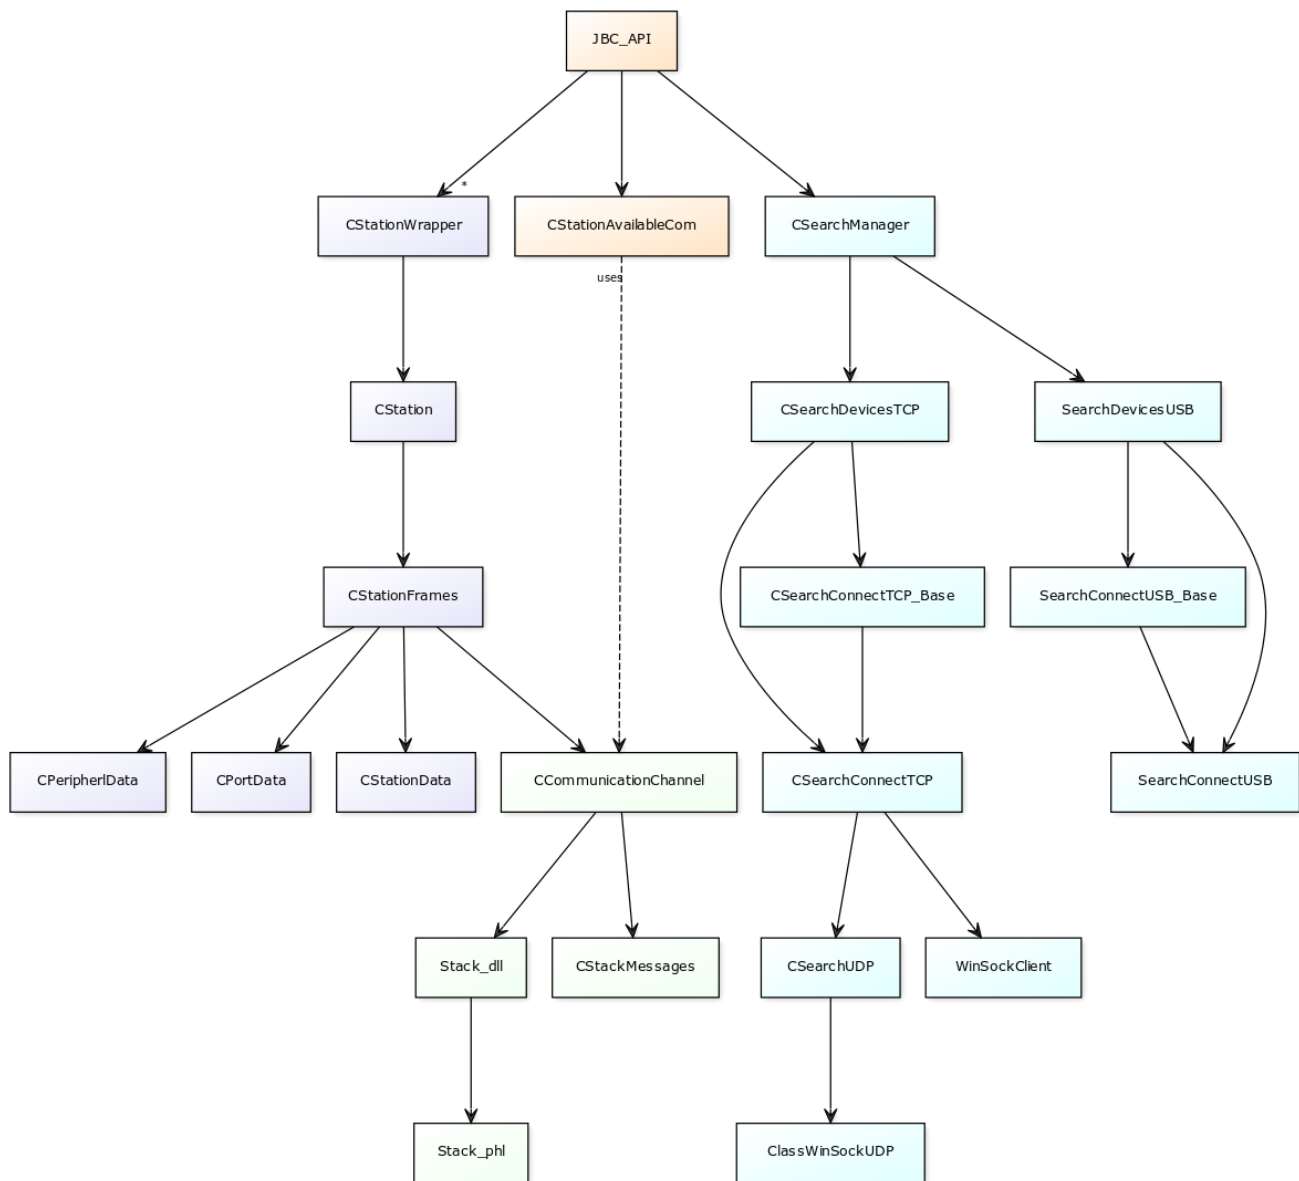 JBC_API
*
CStationWrapper
CStationAvailableCom
CSearchManager
uses
CStation
CSearchDevicesTCP
SearchDevicesUSB
CStationFrames
CSearchConnectTCP_Base
SearchConnectUSB_Base
CPeripherlData
CPortData
CStationData
CCommunicationChannel
CSearchConnectTCP
SearchConnectUSB
Stack_dll
CStackMessages
CSearchUDP
WinSockClient
Stack_phl
ClassWinSockUDP